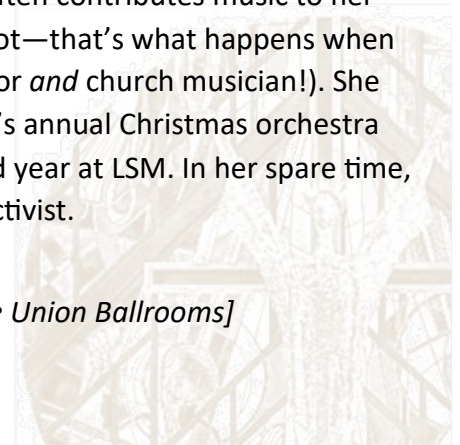 often contributes music to her
ot—that's what happens when
or and church musician!). She
's annual Christmas orchestra
d year at LSM. In her spare time,
ctivist.
Union Ballrooms]